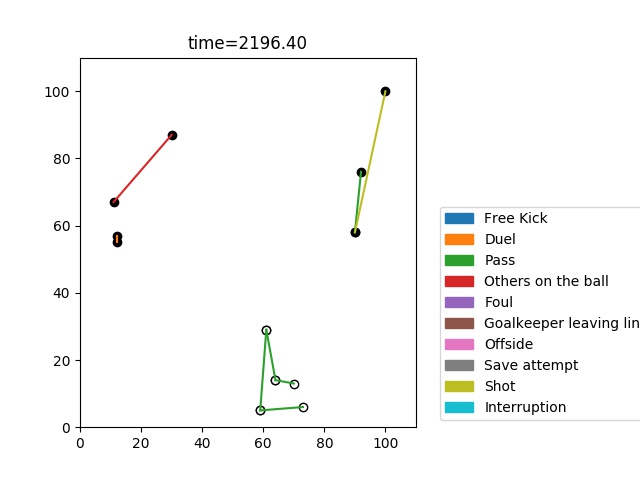 time=2196.40
100
80
60
40
20
0
0 20 40 60 80 100
Free Kick
Duel
Pass
Others on the ball
Foul
Goalkeeper leaving lin
Offside
Save attempt
Shot
Interruption